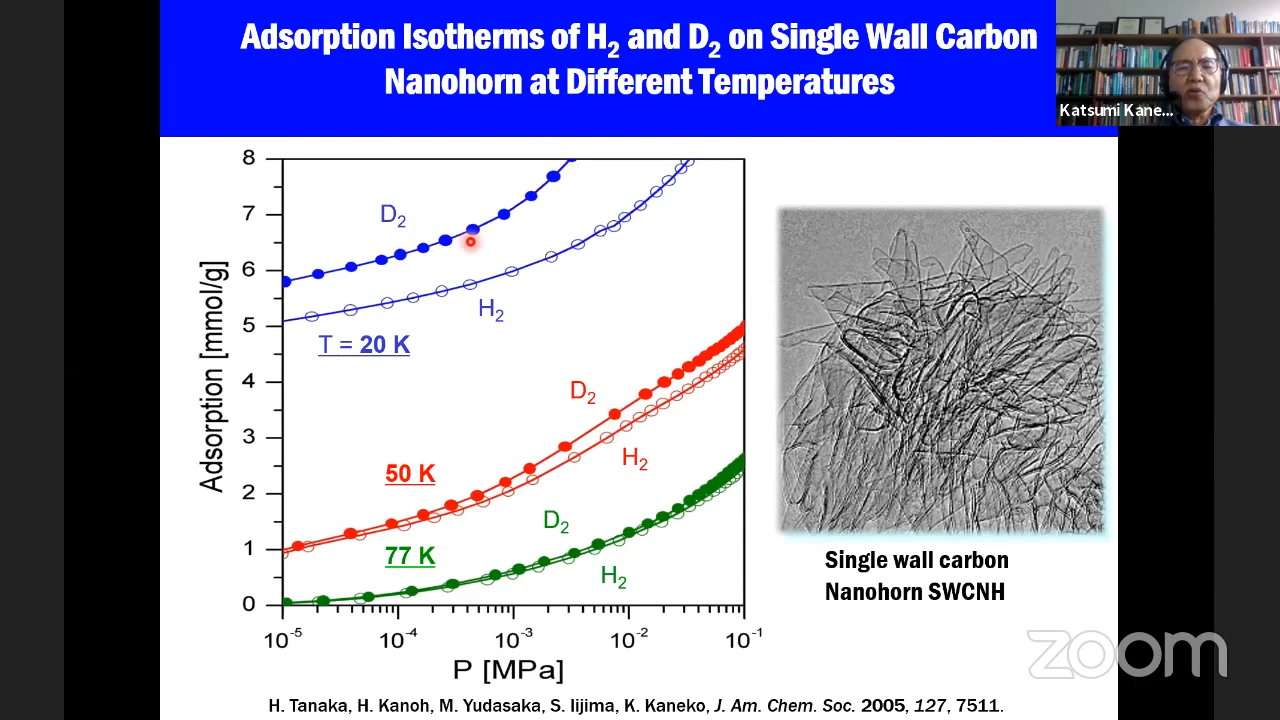 Adsorption Isotherms of H₂ and D₂ on Single Wall Carbon
Nanohorn at Different Temperatures
Katsumi Kane...
8
7
6
5
4
3
2
1
0
Adsorption [mmol/g]
D₂
H₂
T = 20 K
D₂
H₂
50 K
D₂
H₂
77 K
10⁻⁵
10⁻⁴
10⁻³
10⁻²
10⁻¹
P [MPa]
Single wall carbon
Nanohorn SWCNH
zoom
H. Tanaka, H. Kanoh, M. Yudasaka, S. Iijima, K. Kaneko, J. Am. Chem. Soc. 2005, 127, 7511.